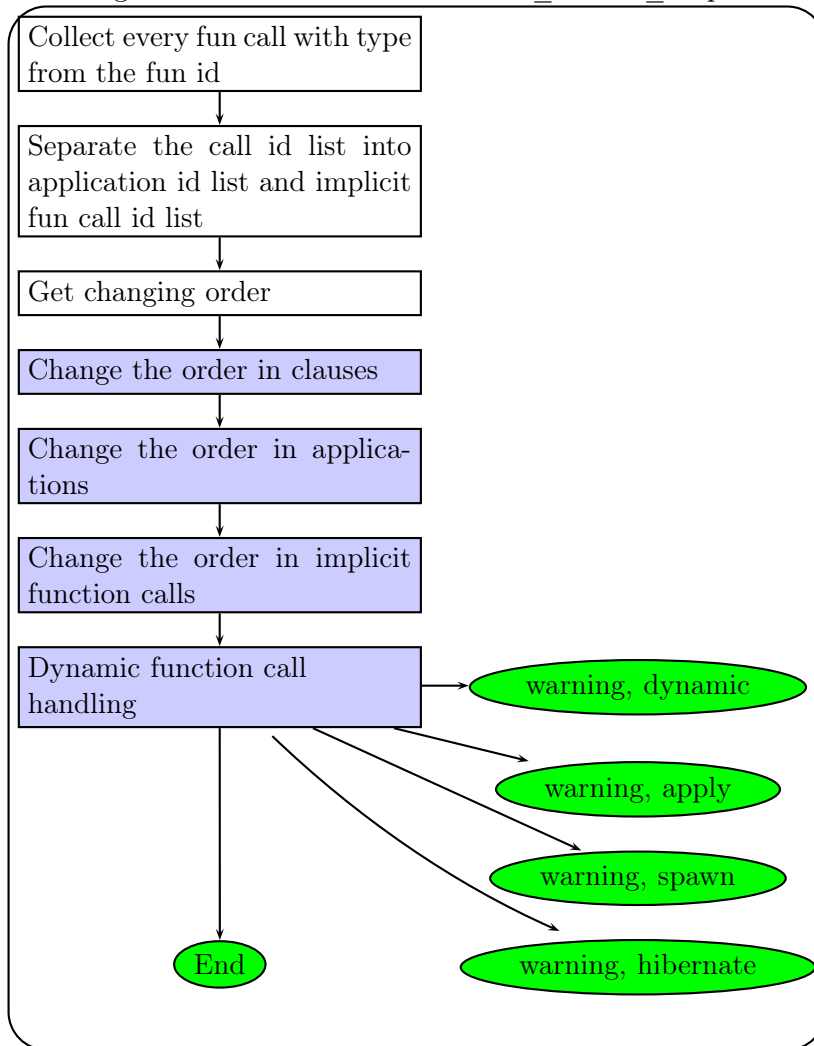 Collect every fun call with type
from the fun id
Separate the call id list into
application id list and implicit
fun call id list
Get changing order
Change the order in clauses
Change the order in applica-
tions
Change the order in implicit
function calls
Dynamic function call
handling
warning, dynamic
warning, apply
warning, spawn
End
warning, hibernate